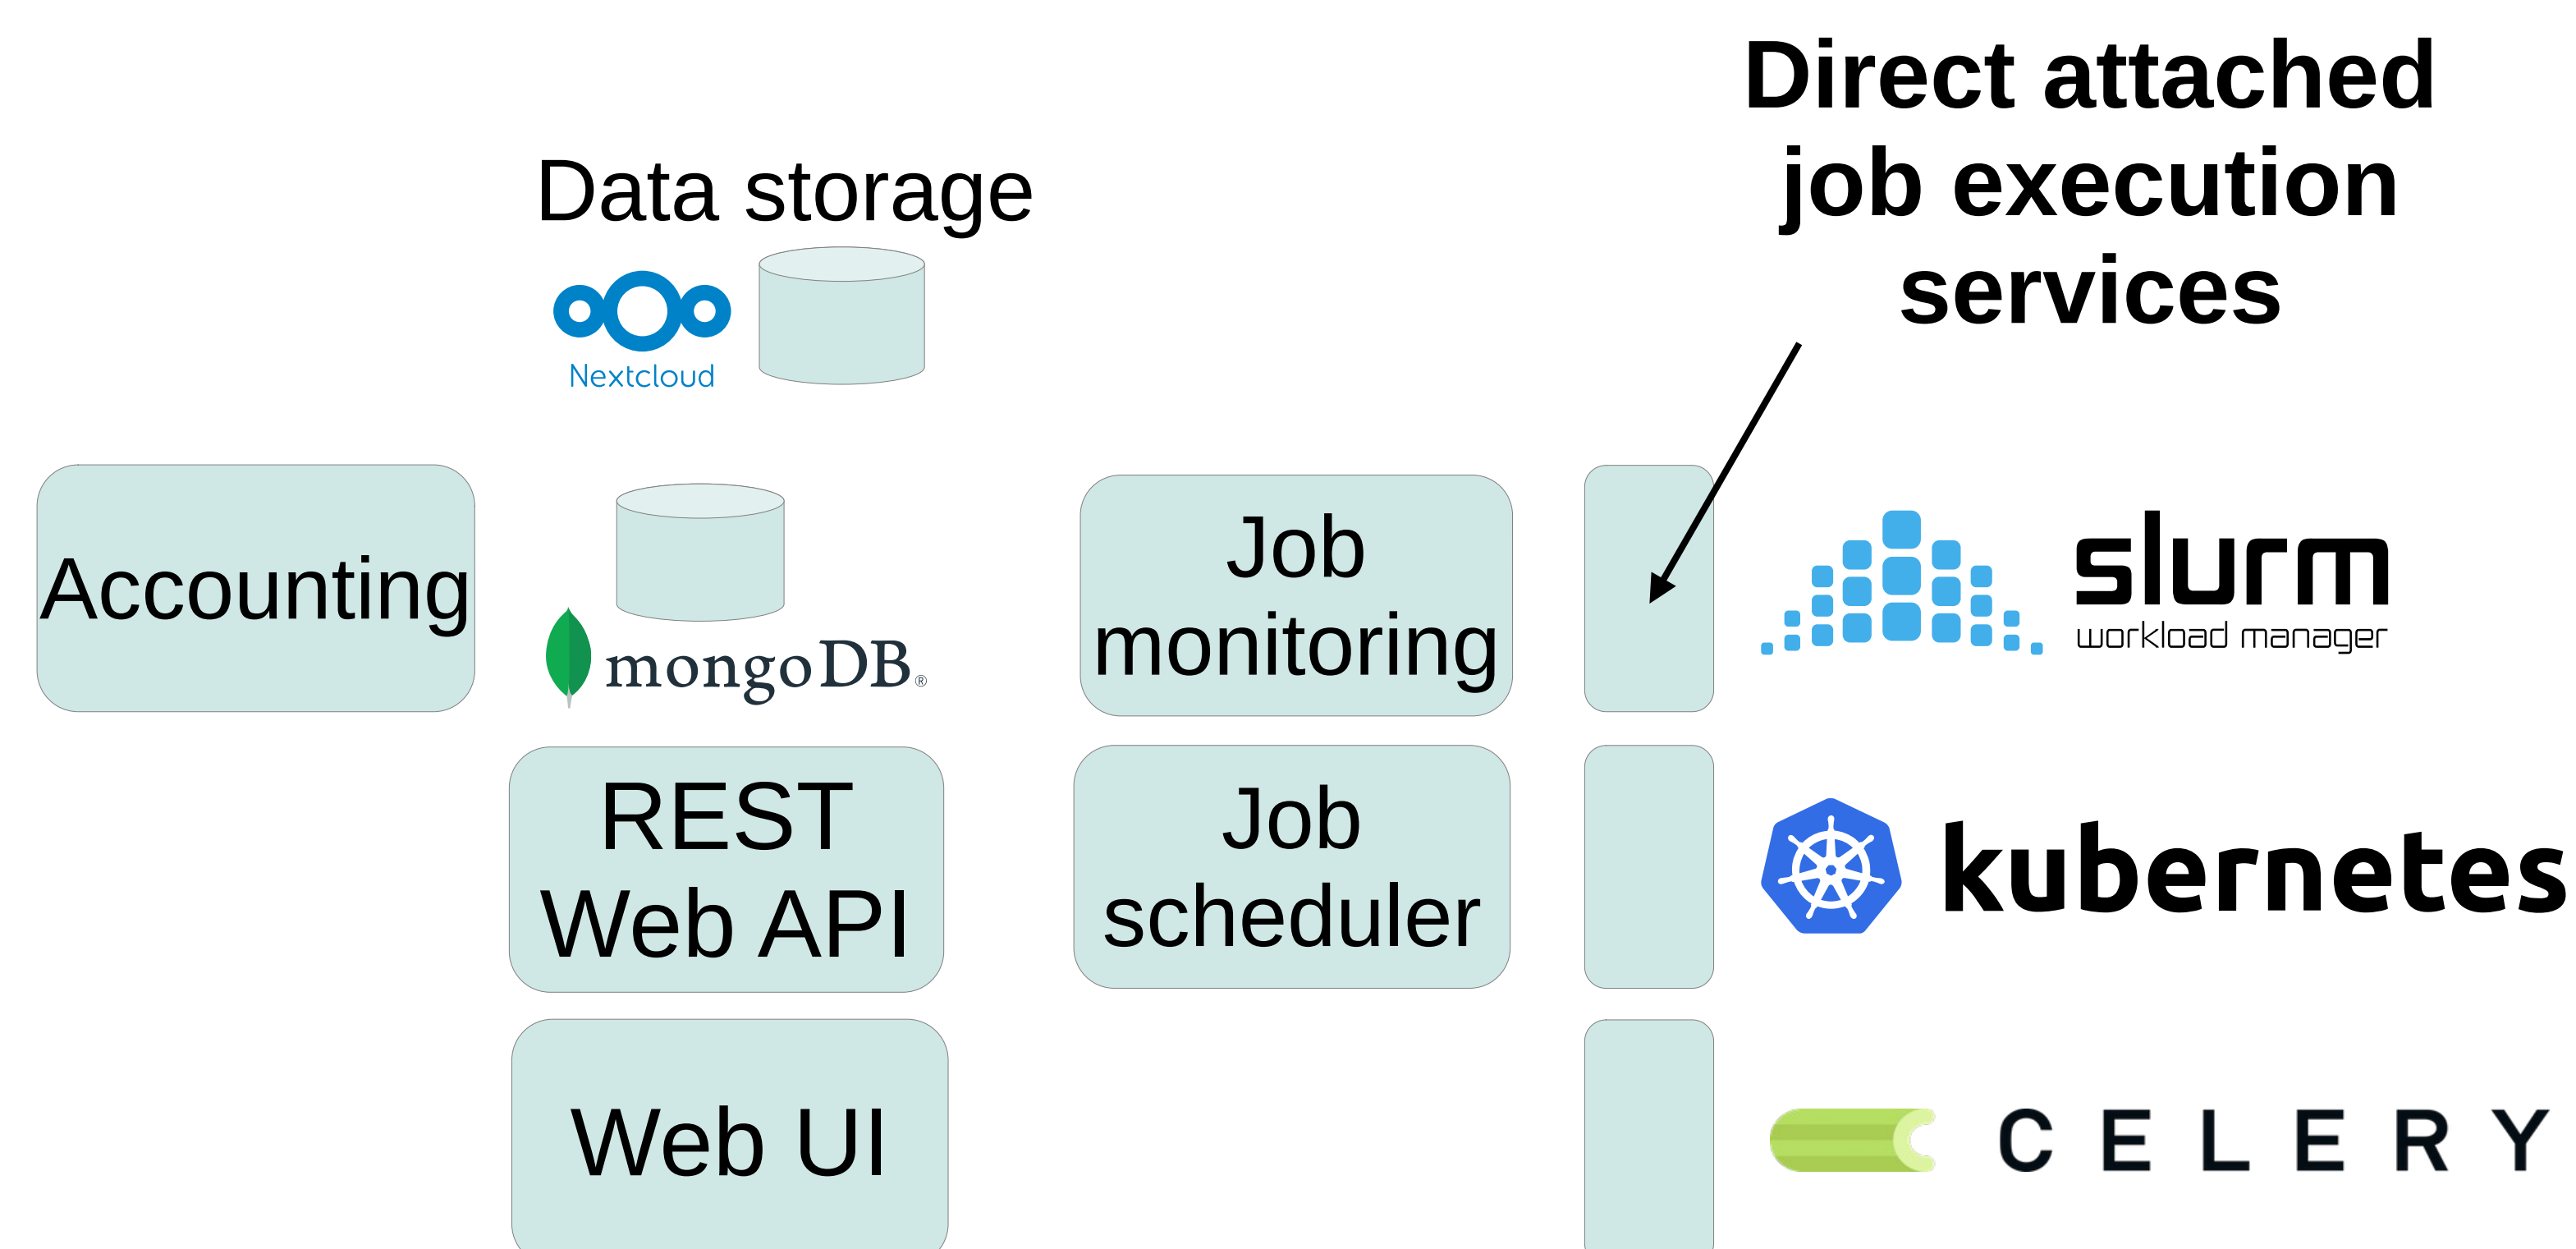 Direct attached
job execution
services
Data storage
Nextcloud
Accounting
mongoDB®
Job
monitoring
slurm
workload manager
REST
Web API
Job
scheduler
kubernetes
Web UI
CELERY